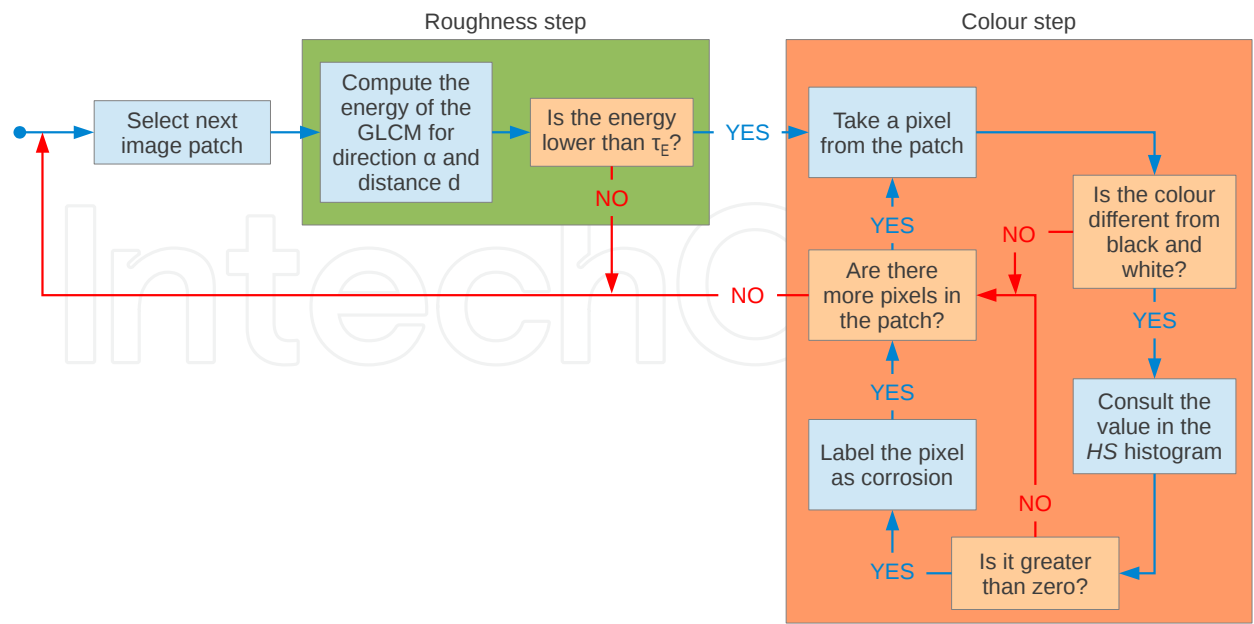 Roughness step
Colour step
Select next
image patch
Compute the
energy of the
GLCM for
direction α and
distance d
Is the energy
lower than τE?
YES
NO
Take a pixel
from the patch
Is the colour
different from
black and
white?
NO
YES
YES
Are there
more pixels in
the patch?
NO
Consult the
value in the
HS histogram
YES
Label the pixel
as corrosion
NO
Is it greater
than zero?
YES